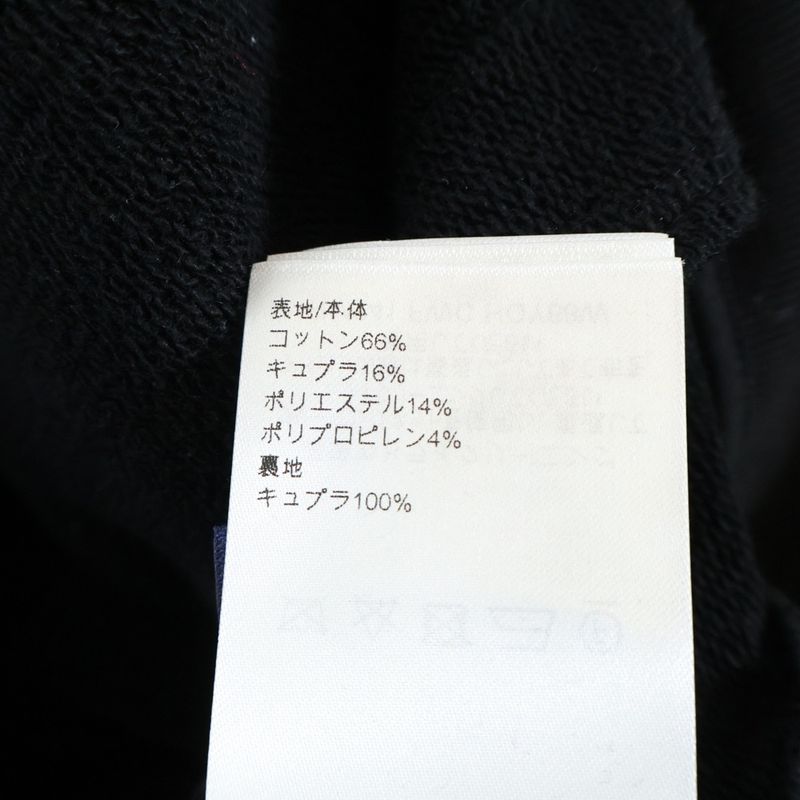 表地/本体
コットン66%
キュプラ16%
ポリエステル14%
ポリプロピレン4%
裏地
キュプラ100%